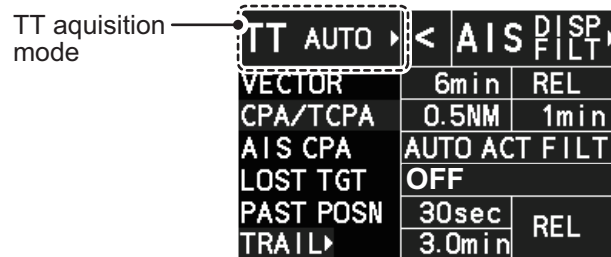 TT aquisition
mode
TT AUTO ▸ < AIS DISP FILT
VECTOR 6min REL
CPA/TCPA 0.5NM 1min
AIS CPA AUTO ACT FILT
LOST TGT OFF
PAST POSN 30sec REL
TRAIL▸ 3.0min